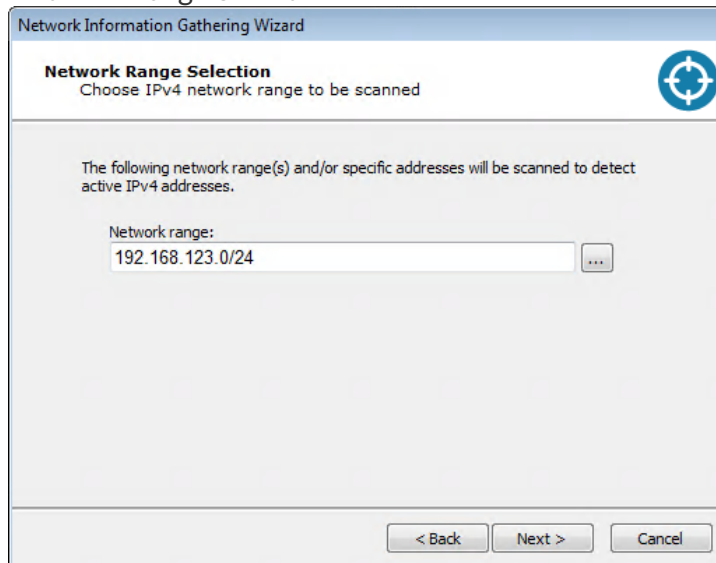 Network Information Gathering Wizard
Network Range Selection
Choose IPv4 network range to be scanned
The following network range(s) and/or specific addresses will be scanned to detect
active IPv4 addresses.
Network range:
192.168.123.0/24
...
< Back
Next >
Cancel